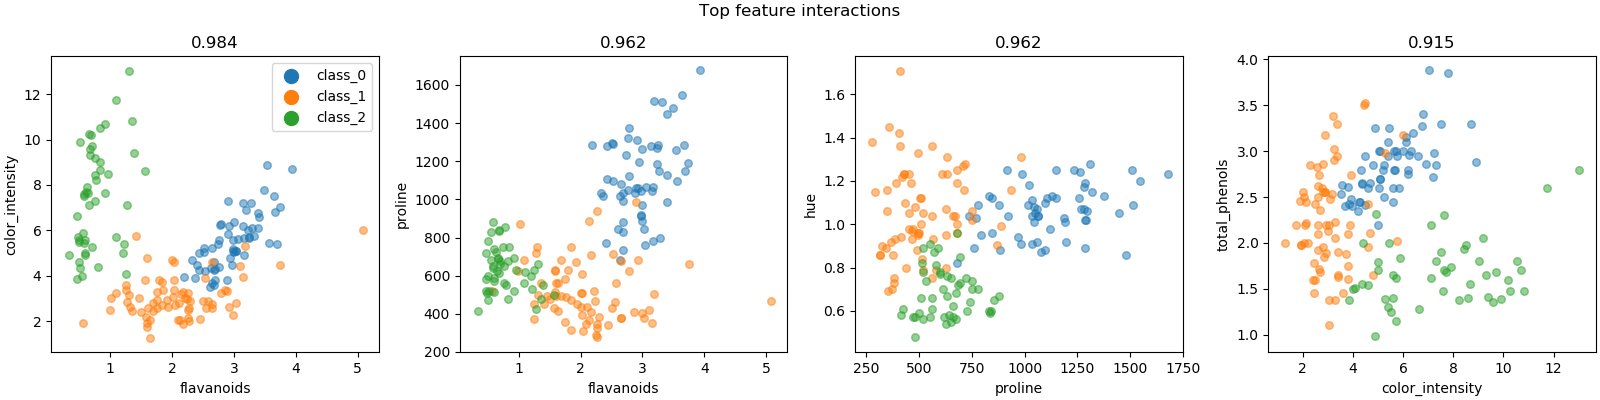 Top feature interactions
0.984
class_0
class_1
class_2
color_intensity
12
10
8
6
4
2
1 2 3 4 5
flavanoids
0.962
proline
1600
1400
1200
1000
800
600
400
200
1 2 3 4 5
flavanoids
0.962
hue
1.6
1.4
1.2
1.0
0.8
0.6
250 500 750 1000 1250 1500 1750
proline
0.915
total_phenols
4.0
3.5
3.0
2.5
2.0
1.5
1.0
2 4 6 8 10 12
color_intensity